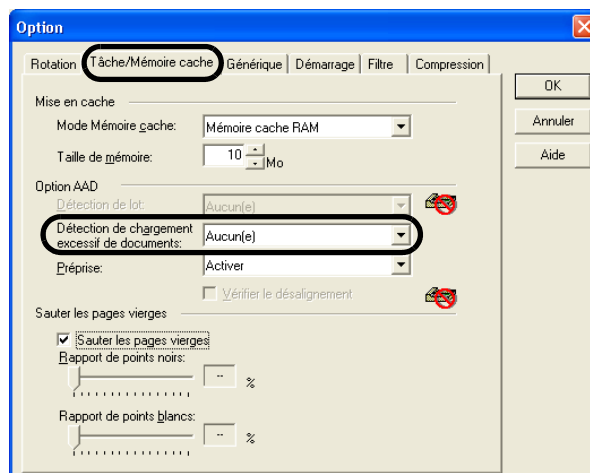 Option
Rotation Tâche/Mémoire cache Générique Démarrage Filtre Compression
OK
Annuler
Aide
Mise en cache
Mode Mémoire cache: Mémoire cache RAM
Taille de mémoire: 10 Mo
Option AAD
Détection de lot: Aucun(e)
Détection de chargement
excessif de documents: Aucun(e)
Préprise: Activer
Vérifier le désalignement
Sauter les pages vierges
Sauter les pages vierges
Rapport de points noirs:
-- %
Rapport de points blancs:
-- %